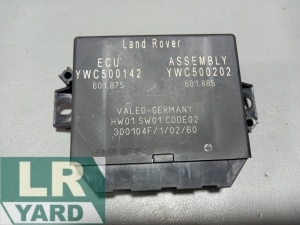 Land Rover
ECU ASSEMBLY
YWC500142 YWC500202
601.875 601.885
VALEO-GERMANY
HW01 SW01 CODE02
300104F/1/02/60
LR
YARD